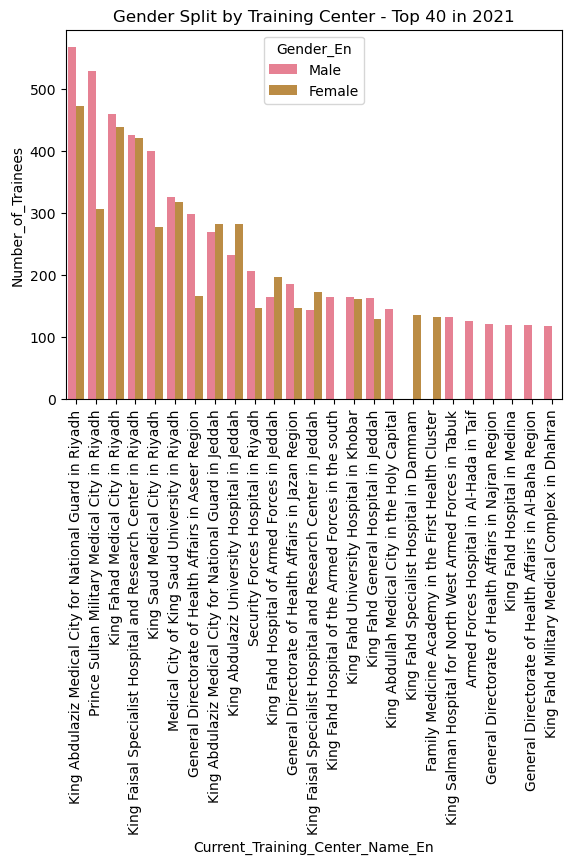 Gender Split by Training Center - Top 40 in 2021
Gender_En
Male
Female
Number_of_Trainees
500
400
300
200
100
0
King Abdulaziz Medical City for National Guard in Riyadh
Prince Sultan Military Medical City in Riyadh
King Fahad Medical City in Riyadh
King Faisal Specialist Hospital and Research Center in Riyadh
King Saud Medical City in Riyadh
Medical City of King Saud University in Riyadh
General Directorate of Health Affairs in Aseer Region
King Abdulaziz Medical City for National Guard in Jeddah
King Abdulaziz University Hospital in Jeddah
Security Forces Hospital in Riyadh
King Fahd Hospital of Armed Forces in Jeddah
General Directorate of Health Affairs in Jazan Region
King Faisal Specialist Hospital and Research Center in Jeddah
King Fahd Hospital of the Armed Forces in the south
King Fahd University Hospital in Khobar
King Fahd General Hospital in Jeddah
King Abdullah Medical City in the Holy Capital
King Fahd Specialist Hospital in Dammam
Family Medicine Academy in the First Health Cluster
King Salman Hospital for North West Armed Forces in Tabuk
Armed Forces Hospital in Al-Hada in Taif
General Directorate of Health Affairs in Najran Region
King Fahd Hospital in Medina
General Directorate of Health Affairs in Al-Baha Region
King Fahd Military Medical Complex in Dhahran
Current_Training_Center_Name_En